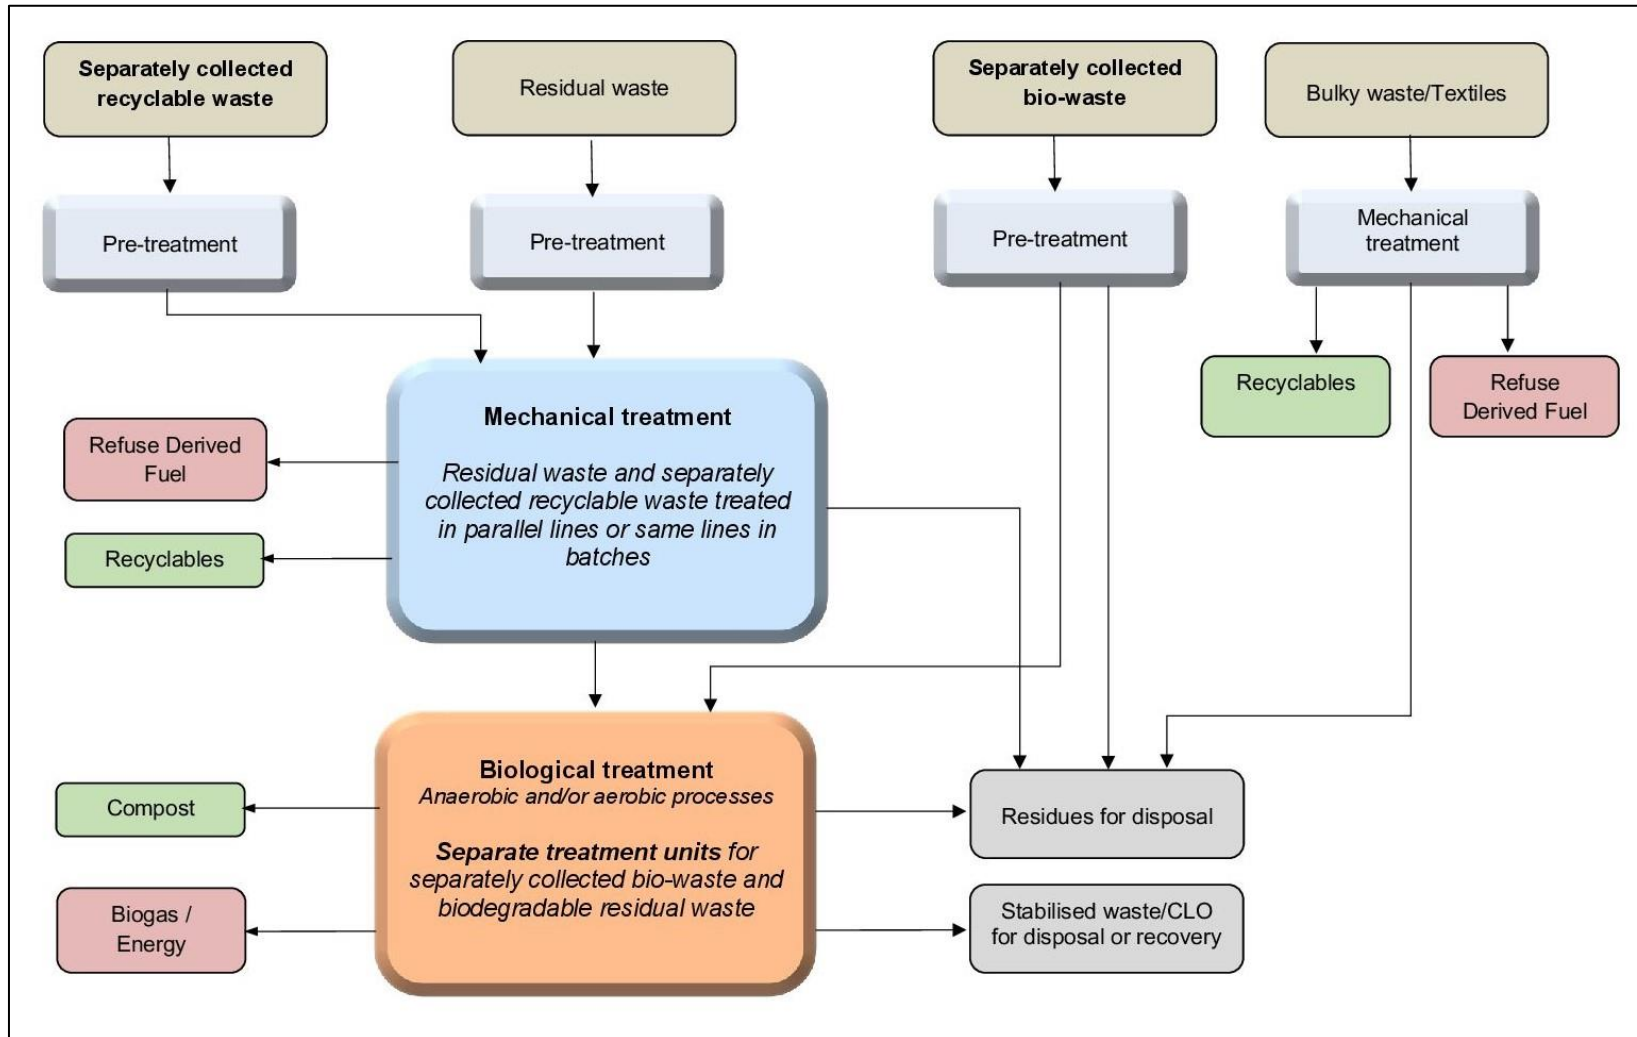 Separately collected
recyclable waste
Residual waste
Separately collected
bio-waste
Bulky waste/Textiles
Pre-treatment
Pre-treatment
Pre-treatment
Mechanical
treatment
Recyclables
Refuse
Derived Fuel
Mechanical treatment
Residual waste and separately
collected recyclable waste treated
in parallel lines or same lines in
batches
Refuse Derived
Fuel
Recyclables
Biological treatment
Anaerobic and/or aerobic processes
Separate treatment units for
separately collected bio-waste and
biodegradable residual waste
Compost
Biogas /
Energy
Residues for disposal
Stabilised waste/CLO
for disposal or recovery